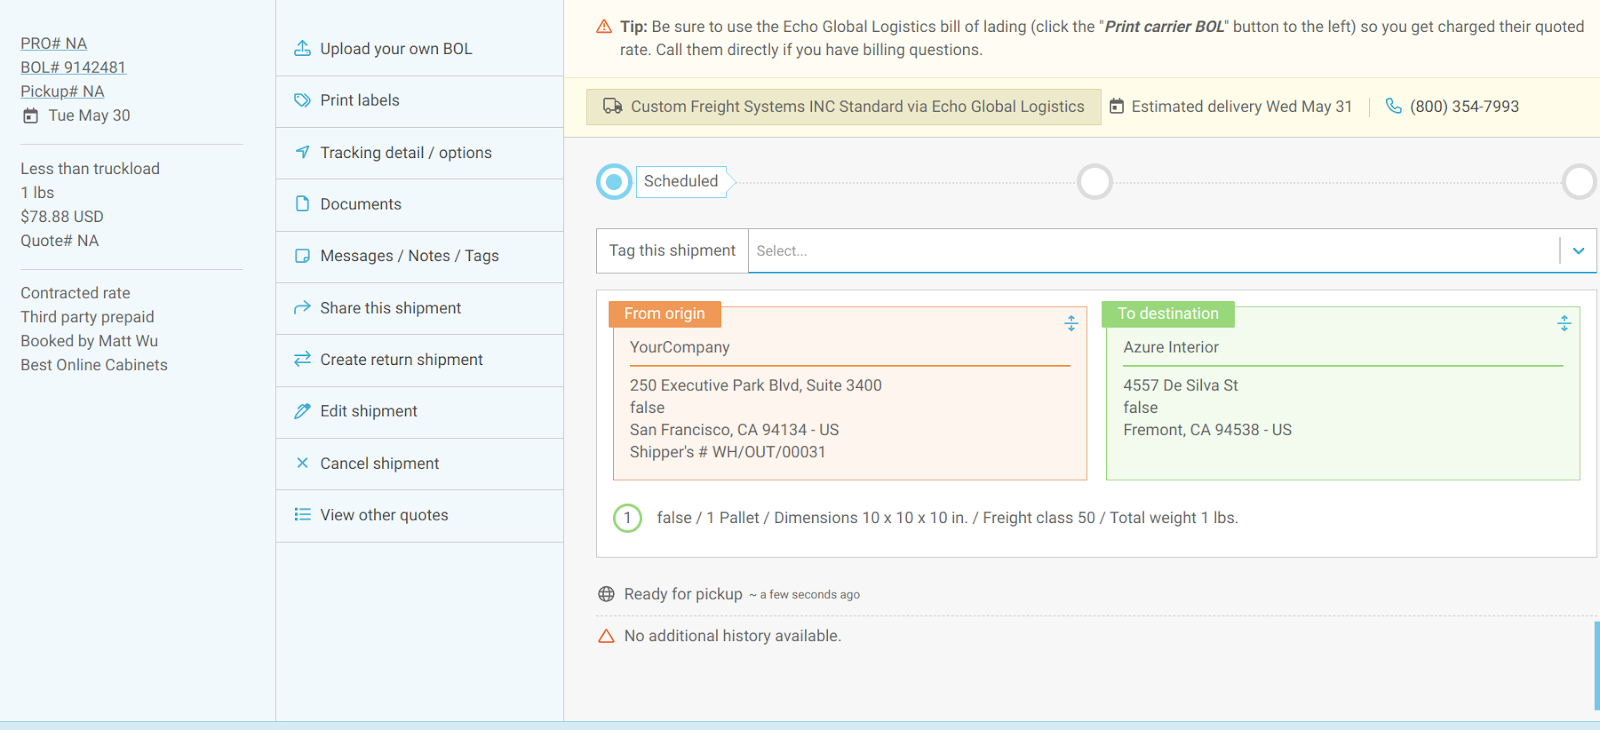 PRO# NA
BOL# 9142481
Pickup# NA
Tue May 30
Less than truckload
1 lbs
$78.88 USD
Quote# NA
Contracted rate
Third party prepaid
Booked by Matt Wu
Best Online Cabinets
Upload your own BOL
Print labels
Tracking detail / options
Documents
Messages / Notes / Tags
Share this shipment
Create return shipment
Edit shipment
Cancel shipment
View other quotes
Tip: Be sure to use the Echo Global Logistics bill of lading (click the "Print carrier BOL" button to the left) so you get charged their quoted
rate. Call them directly if you have billing questions.
Custom Freight Systems INC Standard via Echo Global Logistics Estimated delivery Wed May 31 (800) 354-7993
Scheduled
Tag this shipment Select...
From origin
YourCompany
250 Executive Park Blvd, Suite 3400
false
San Francisco, CA 94134 - US
Shipper's # WH/OUT/00031
To destination
Azure Interior
4557 De Silva St
false
Fremont, CA 94538 - US
1 false / 1 Pallet / Dimensions 10 x 10 x 10 in. / Freight class 50 / Total weight 1 lbs.
Ready for pickup ~ a few seconds ago
No additional history available.